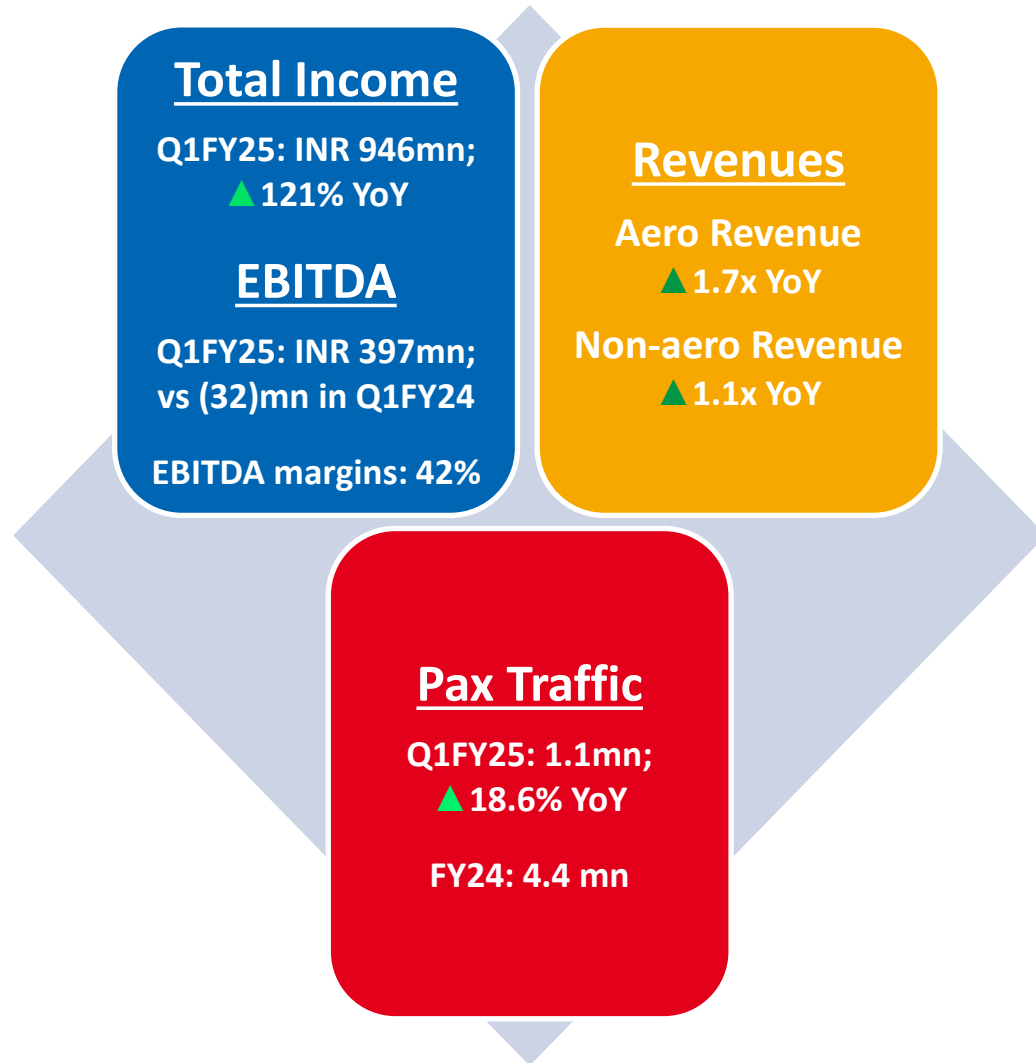 Total Income
Q1FY25: INR 946mn;
▲ 121% YoY
EBITDA
Q1FY25: INR 397mn;
vs (32)mn in Q1FY24
EBITDA margins: 42%
Revenues
Aero Revenue
▲ 1.7x YoY
Non-aero Revenue
▲ 1.1x YoY
Pax Traffic
Q1FY25: 1.1mn;
▲ 18.6% YoY
FY24: 4.4 mn